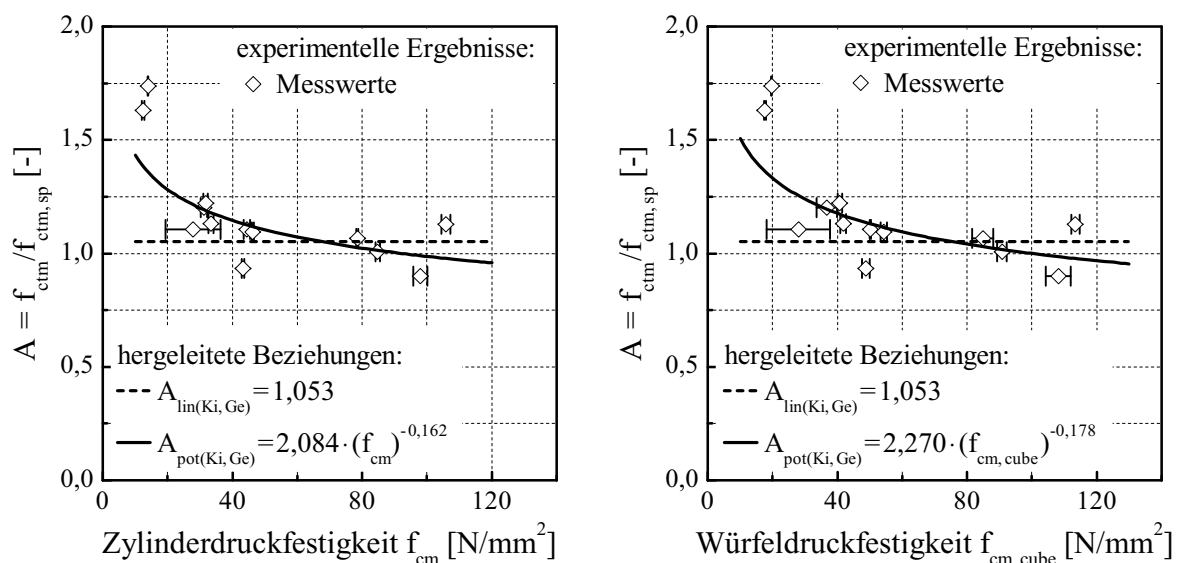 2,0
1,5
1,0
0,5
0,0
A = f_ctm/f_ctm, sp [-]
experimentelle Ergebnisse:
Messwerte
hergeleitete Beziehungen:
A_lin(Ki, Ge) = 1,053
A_pot(Ki, Ge) = 2,084 · (f_cm)^-0,162
0 40 80 120
Zylinderdruckfestigkeit f_cm [N/mm²]
2,0
1,5
1,0
0,5
0,0
A = f_ctm/f_ctm, sp [-]
experimentelle Ergebnisse:
Messwerte
hergeleitete Beziehungen:
A_lin(Ki, Ge) = 1,053
A_pot(Ki, Ge) = 2,270 · (f_cm, cube)^-0,178
0 40 80 120
Würfeldruckfestigkeit f_cm, cube [N/mm²]